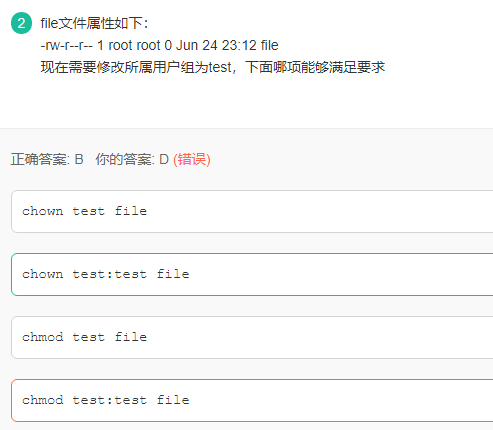 2 file文件属性如下：
-rw-r--r-- 1 root root 0 Jun 24 23:12 file
现在需要修改所属用户组为test，下面哪项能够满足要求
正确答案: B 你的答案: D (错误)
chown test file
chown test:test file
chmod test file
chmod test:test file